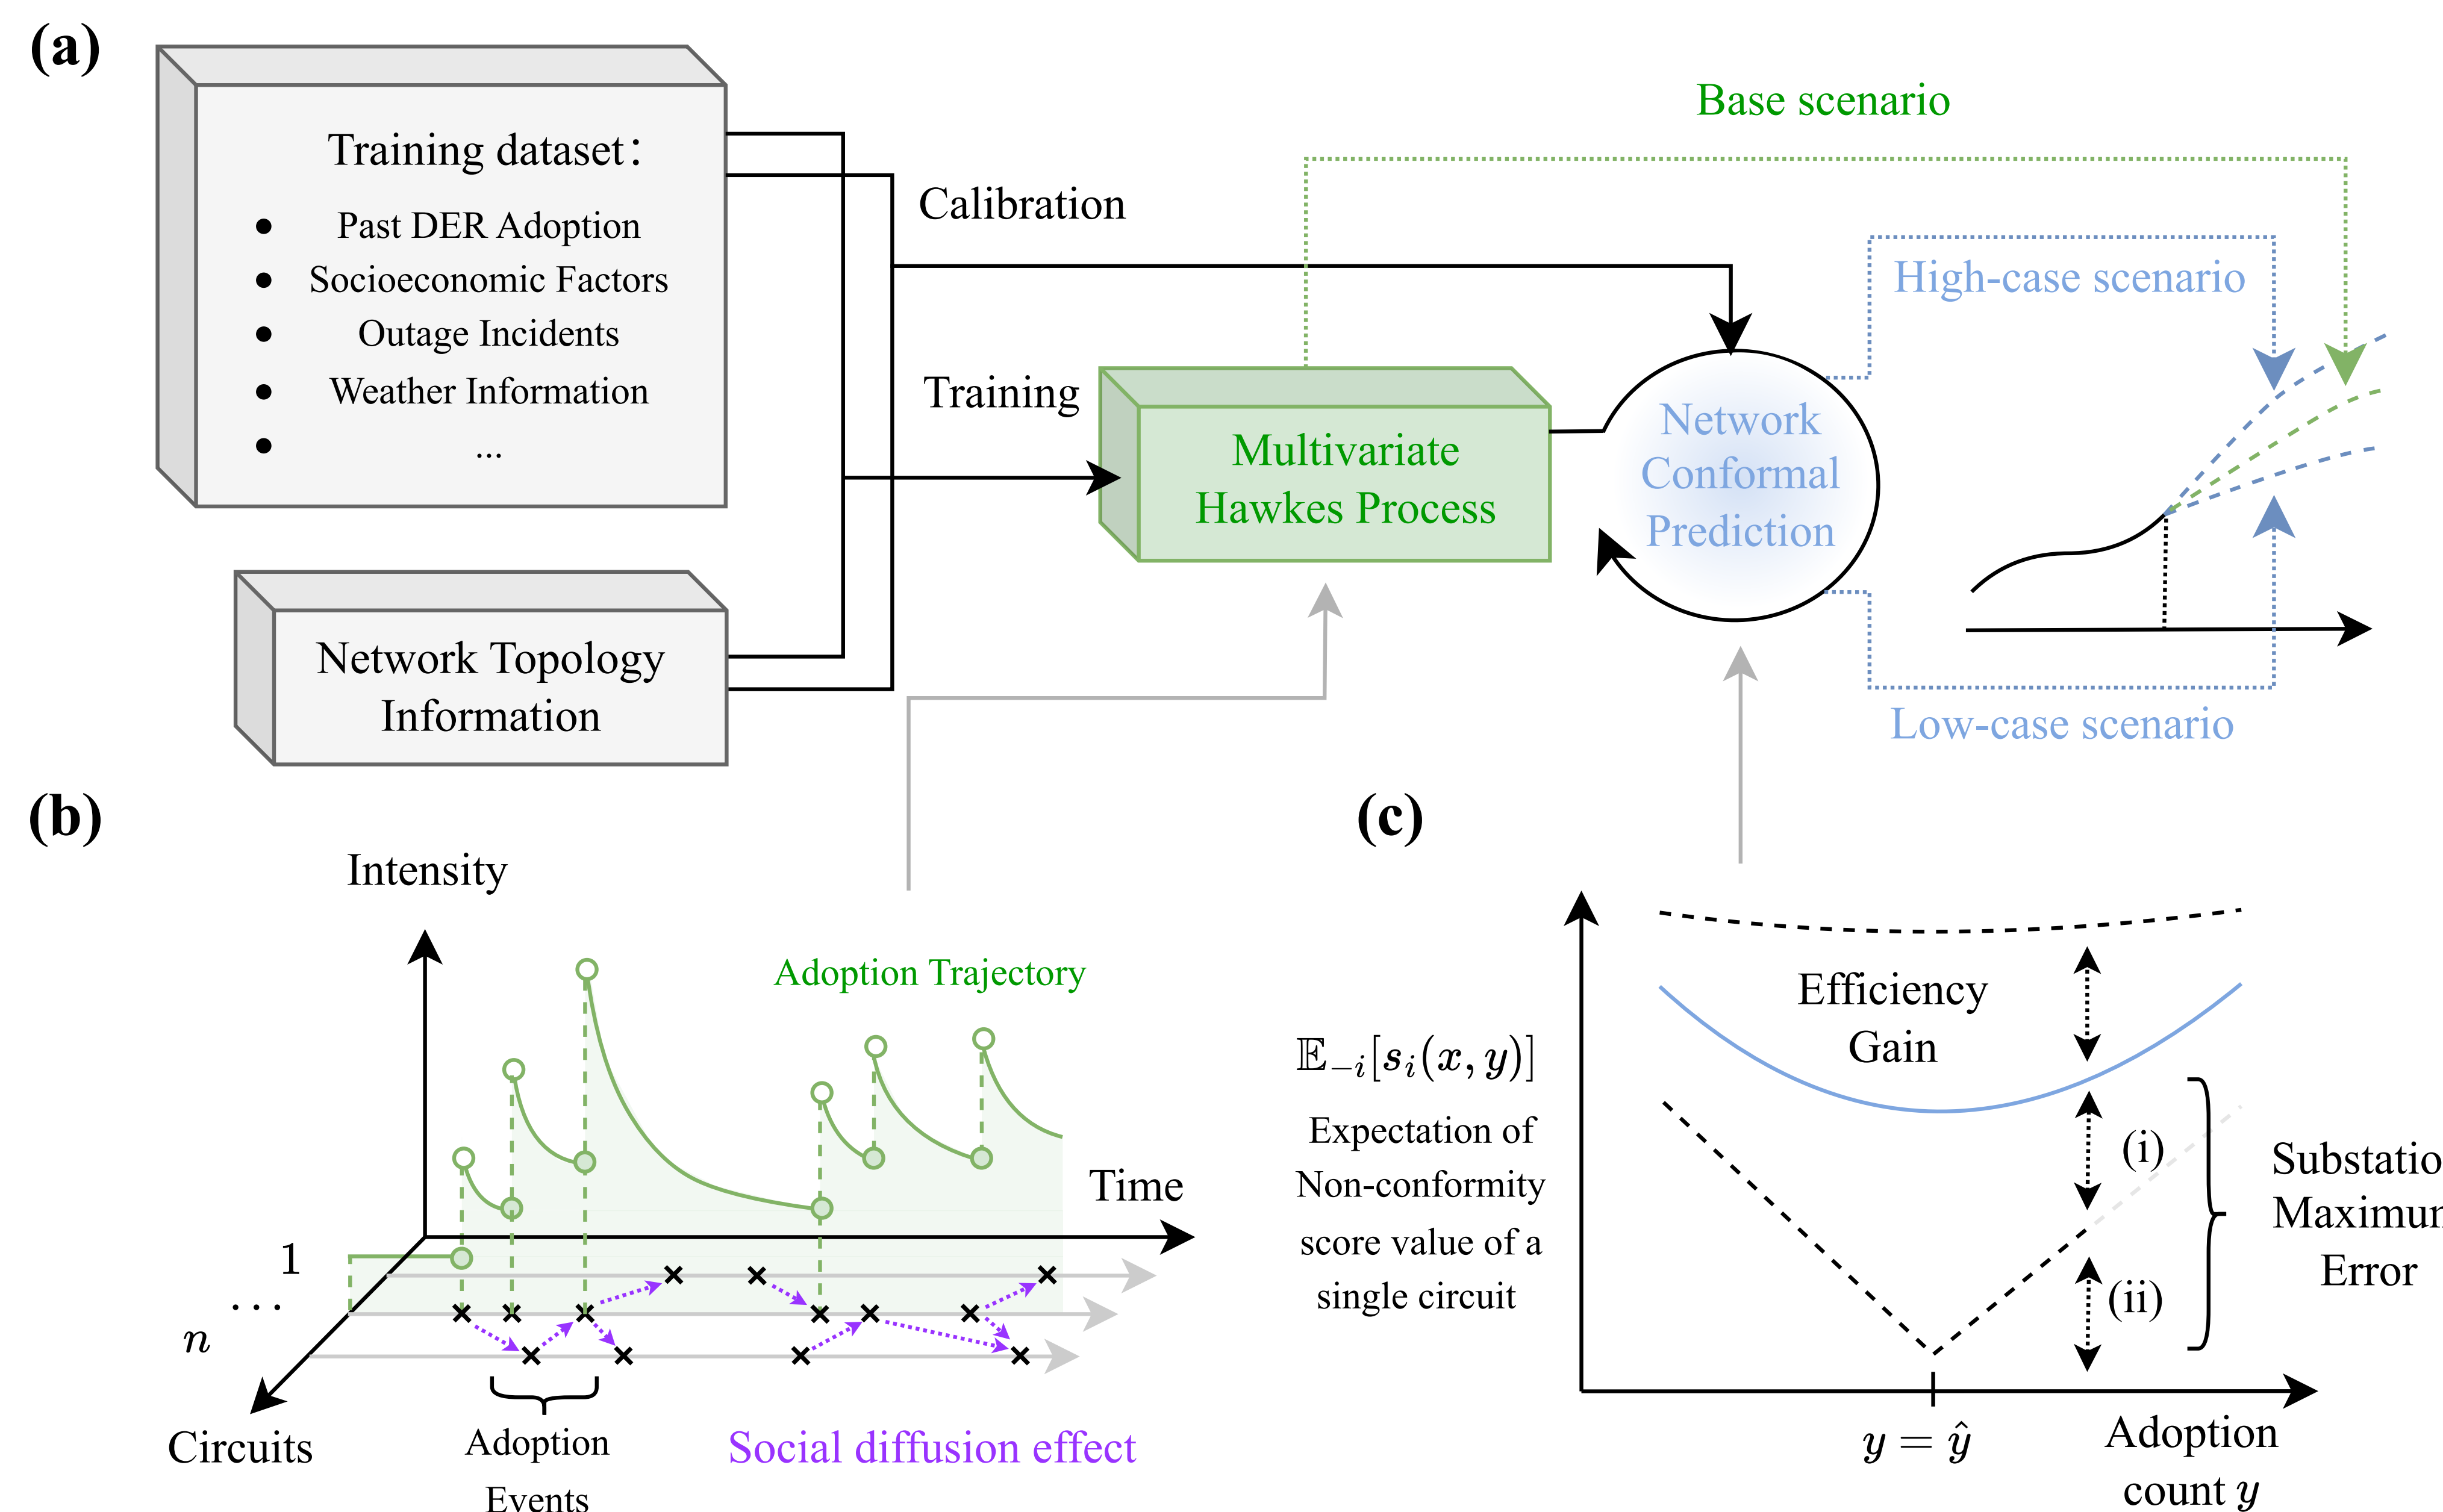 (a)
Training dataset:
Past DER Adoption
Socioeconomic Factors
Outage Incidents
Weather Information
...
Network Topology
Information
Calibration
Training
Multivariate
Hawkes Process
Network
Conformal
Prediction
Base scenario
High-case scenario
Low-case scenario
(b)
Intensity
Adoption Trajectory
Time
1
...
n
Circuits
Adoption
Events
Social diffusion effect
(c)
𝔼₋ᵢ[sᵢ(x, y)]
Expectation of
Non-conformity
score value of a
single circuit
Efficiency
Gain
(i)
(ii)
Substatio
Maximun
Error
y = ŷ
Adoption
count y